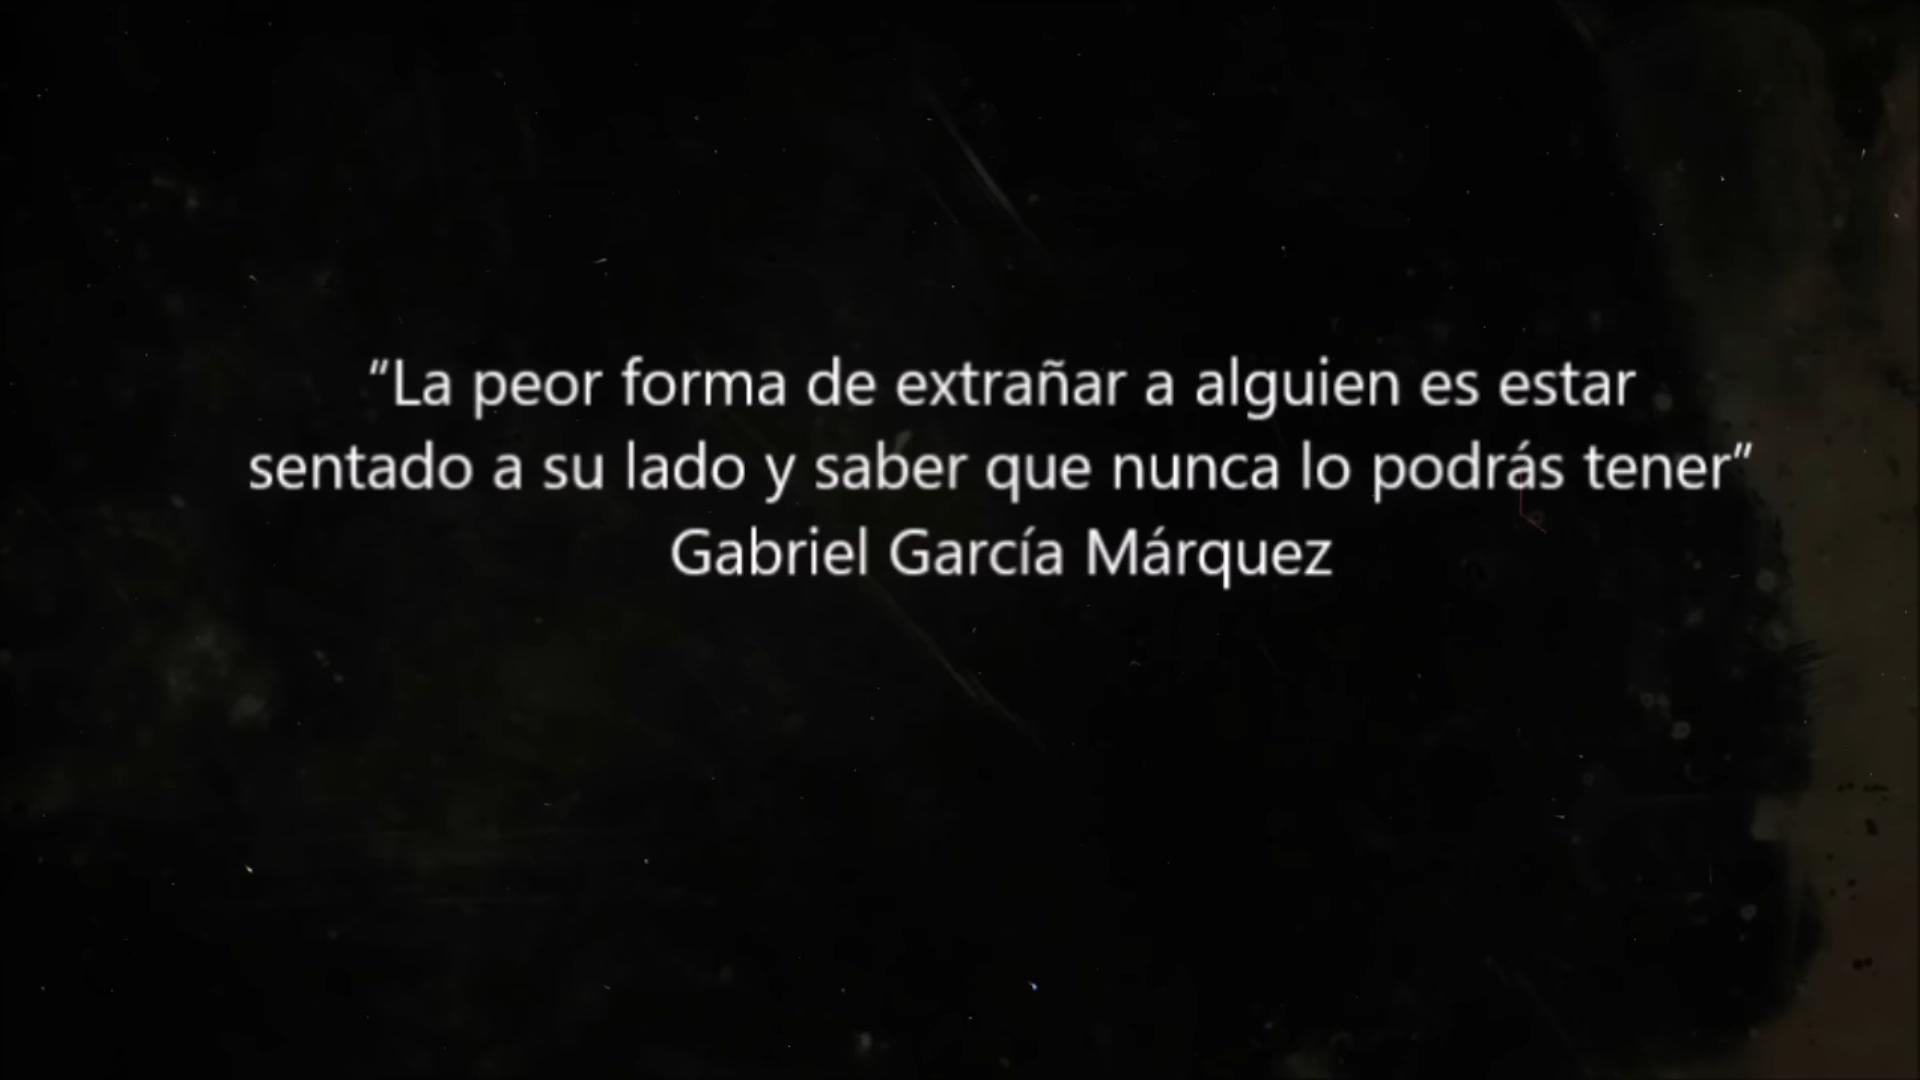 “La peor forma de extrañar a alguien es estar
sentado a su lado y saber que nunca lo podrás tener”
Gabriel García Márquez